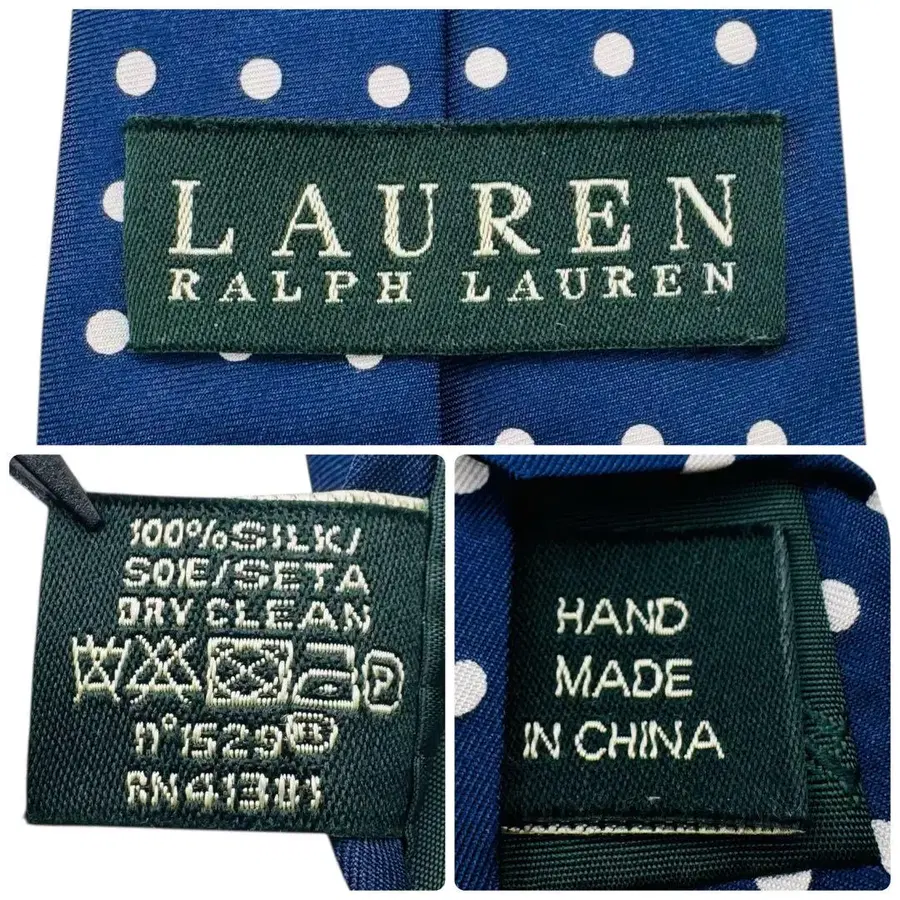 LAUREN
RALPH LAUREN
100% SILK/
SOIE/SETA
DRY CLEAN
P
n°1529
RN41381
HAND
MADE
IN CHINA